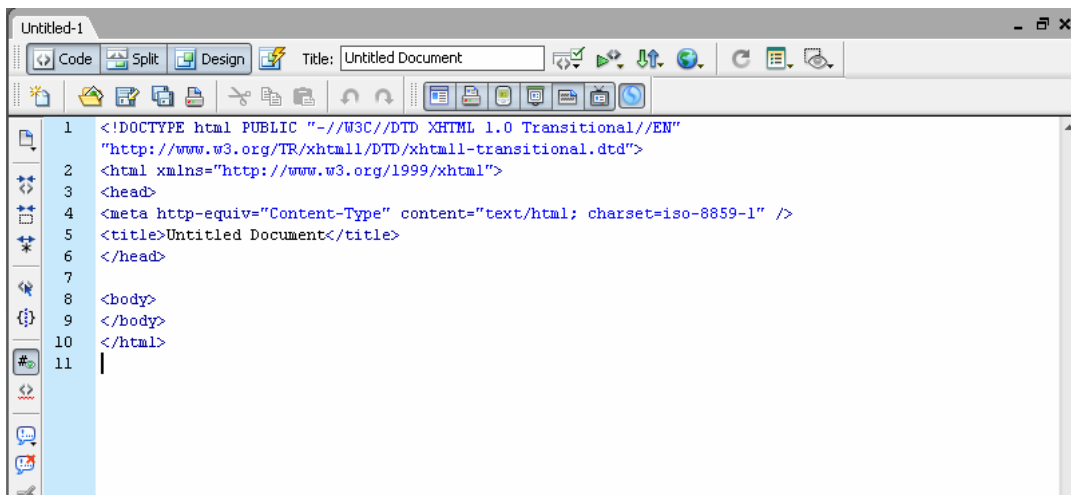 Untitled-1
Code Split Design Title: Untitled Document
1 <!DOCTYPE html PUBLIC "-//W3C//DTD XHTML 1.0 Transitional//EN"
"http://www.w3.org/TR/xhtml1/DTD/xhtml1-transitional.dtd">
2 <html xmlns="http://www.w3.org/1999/xhtml">
3 <head>
4 <meta http-equiv="Content-Type" content="text/html; charset=iso-8859-1" />
5 <title>Untitled Document</title>
6 </head>
7
8 <body>
9 </body>
10 </html>
11